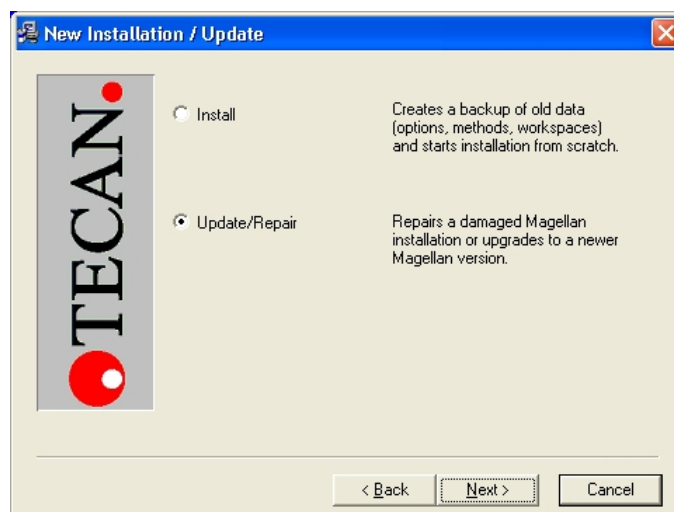 New Installation / Update
TECAN
Install
Creates a backup of old data
(options, methods, workspaces)
and starts installation from scratch.
Update/Repair
Repairs a damaged Magellan
installation or upgrades to a newer
Magellan version.
< Back
Next >
Cancel